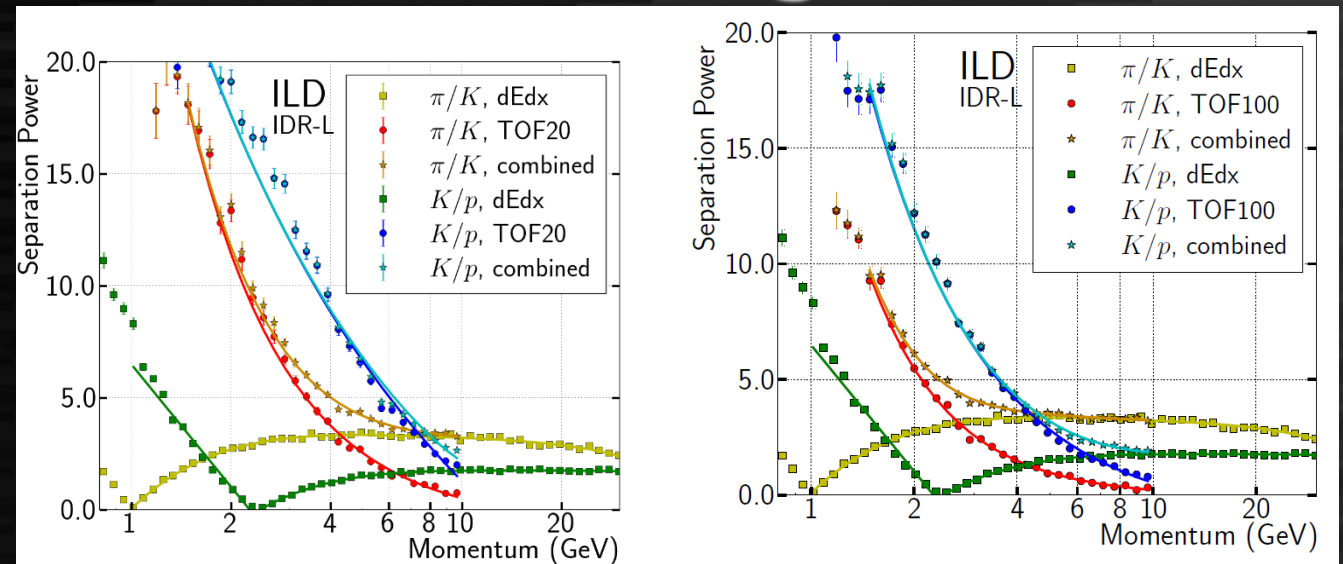 20.0
15.0
10.0
5.0
0.0
Separation Power
ILD
IDR-L
π/K, dEdx
π/K, TOF20
π/K, combined
K/p, dEdx
K/p, TOF20
K/p, combined
1 2 4 6 8 10 20
Momentum (GeV)
20.0
15.0
10.0
5.0
0.0
Separation Power
ILD
IDR-L
π/K, dEdx
π/K, TOF100
π/K, combined
K/p, dEdx
K/p, TOF100
K/p, combined
1 2 4 6 8 10 20
Momentum (GeV)